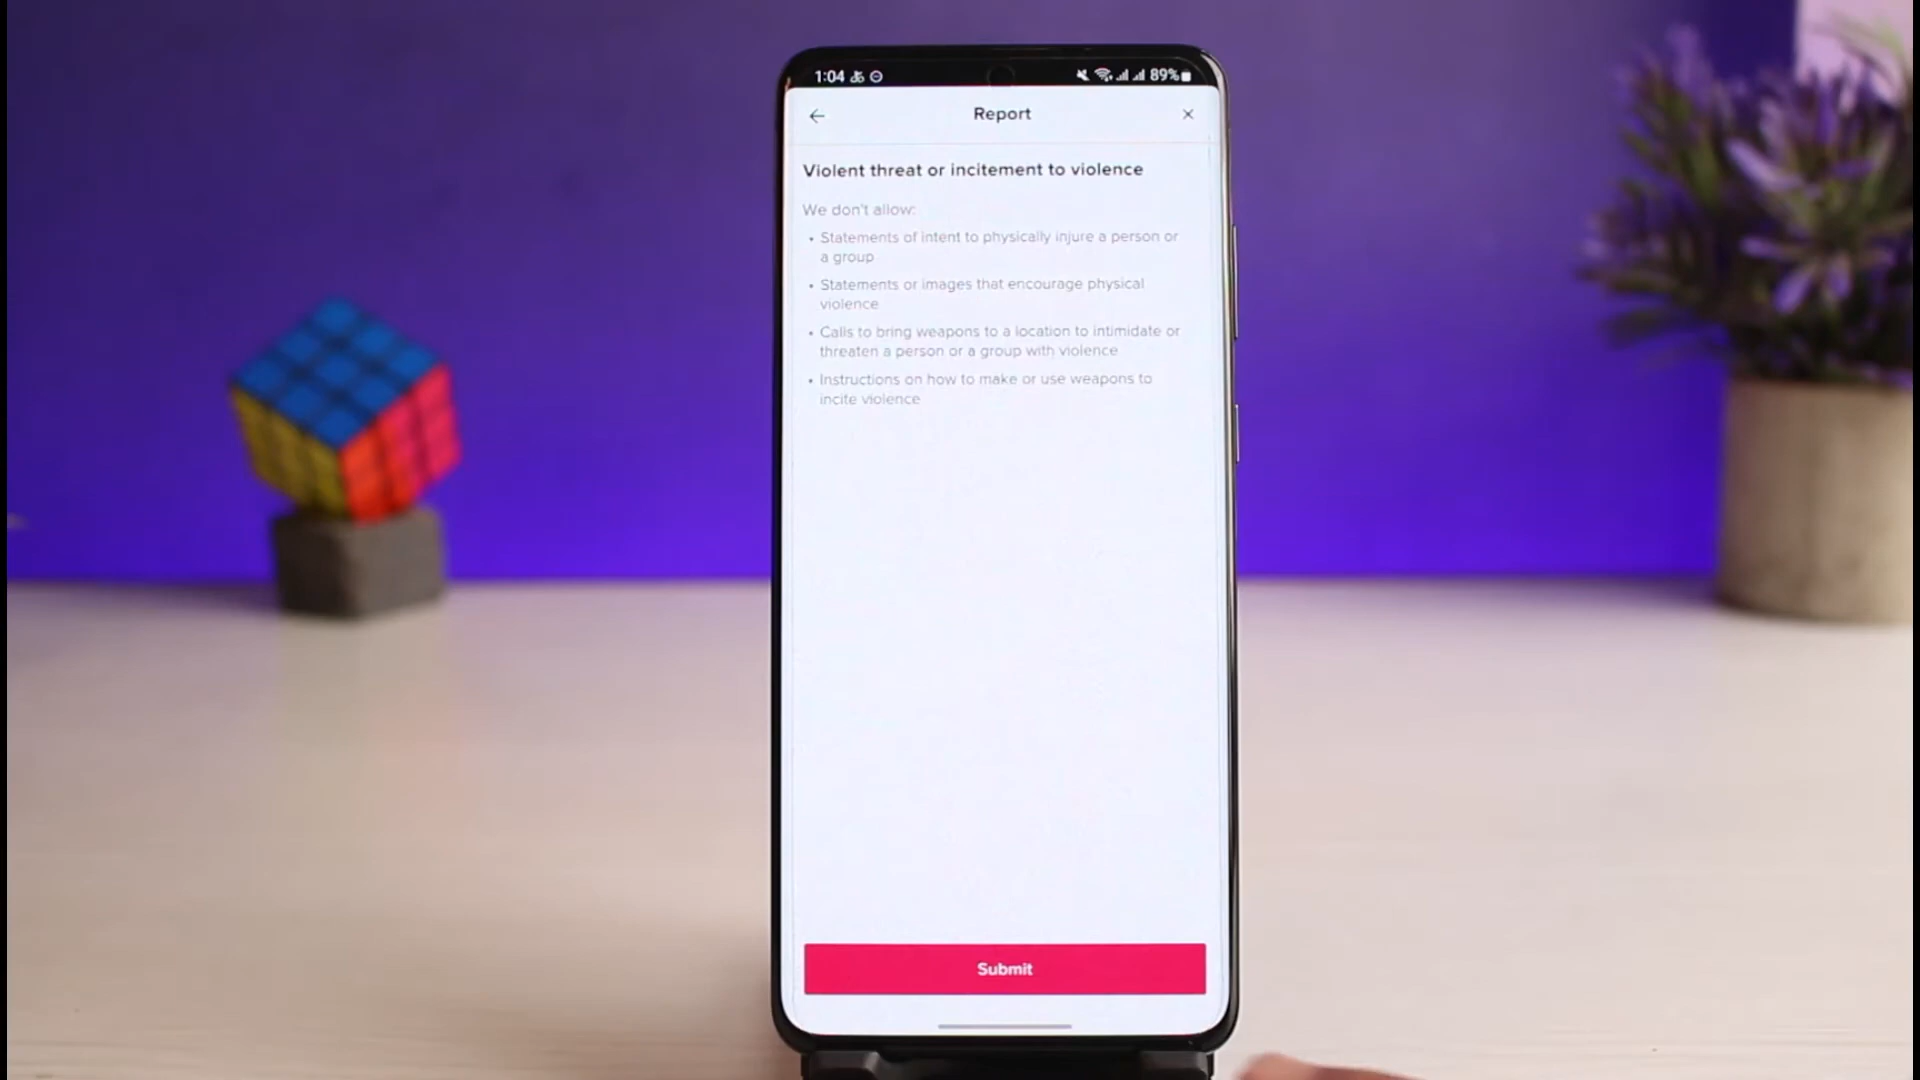 1:04 89%
Report
Violent threat or incitement to violence
We don't allow:
• Statements of intent to physically injure a person or
a group
• Statements or images that encourage physical
violence
• Calls to bring weapons to a location to intimidate or
threaten a person or a group with violence
• Instructions on how to make or use weapons to
incite violence
Submit